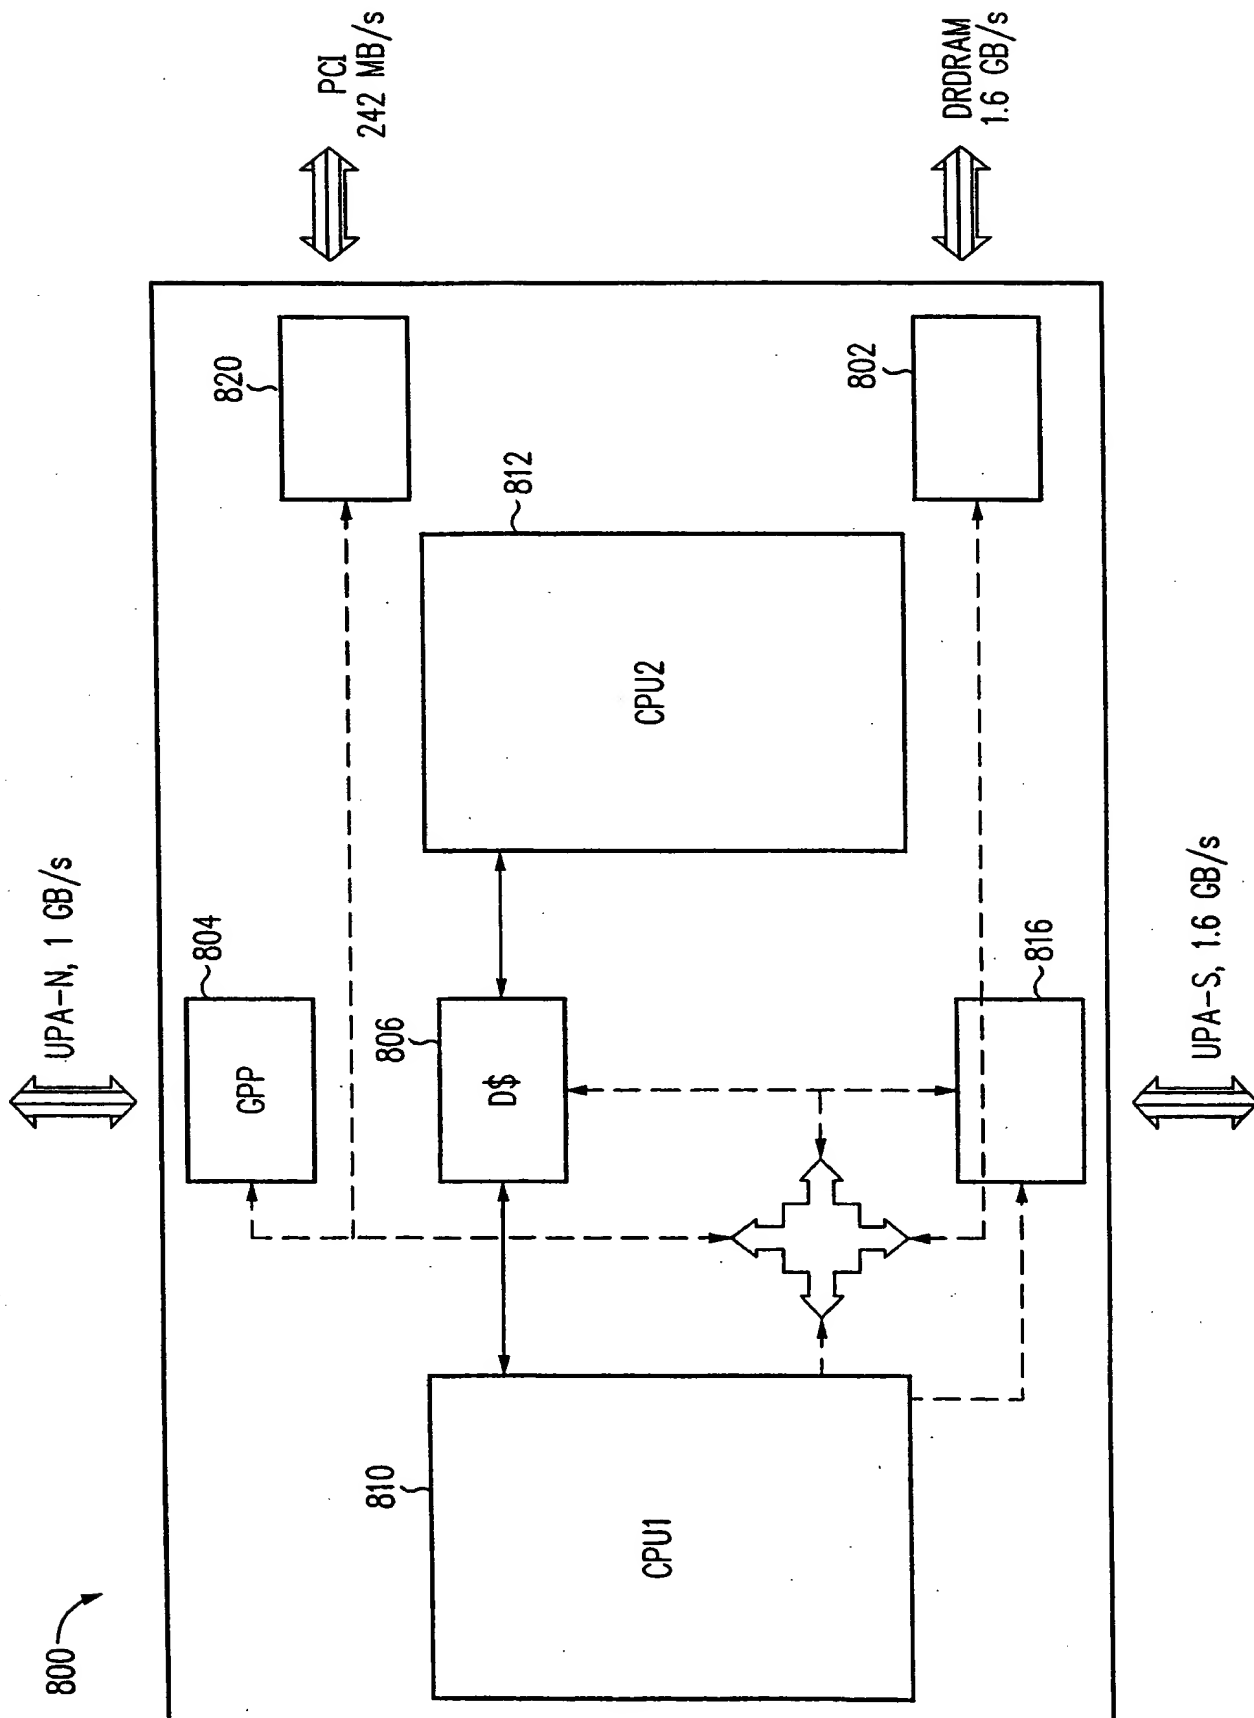 800
UPA-N, 1 GB/s
PCI
242 MB/s
804
GPP
820
810
CPU1
806
D$
812
CPU2
816
802
UPA-S, 1.6 GB/s
DRDRAM
1.6 GB/s